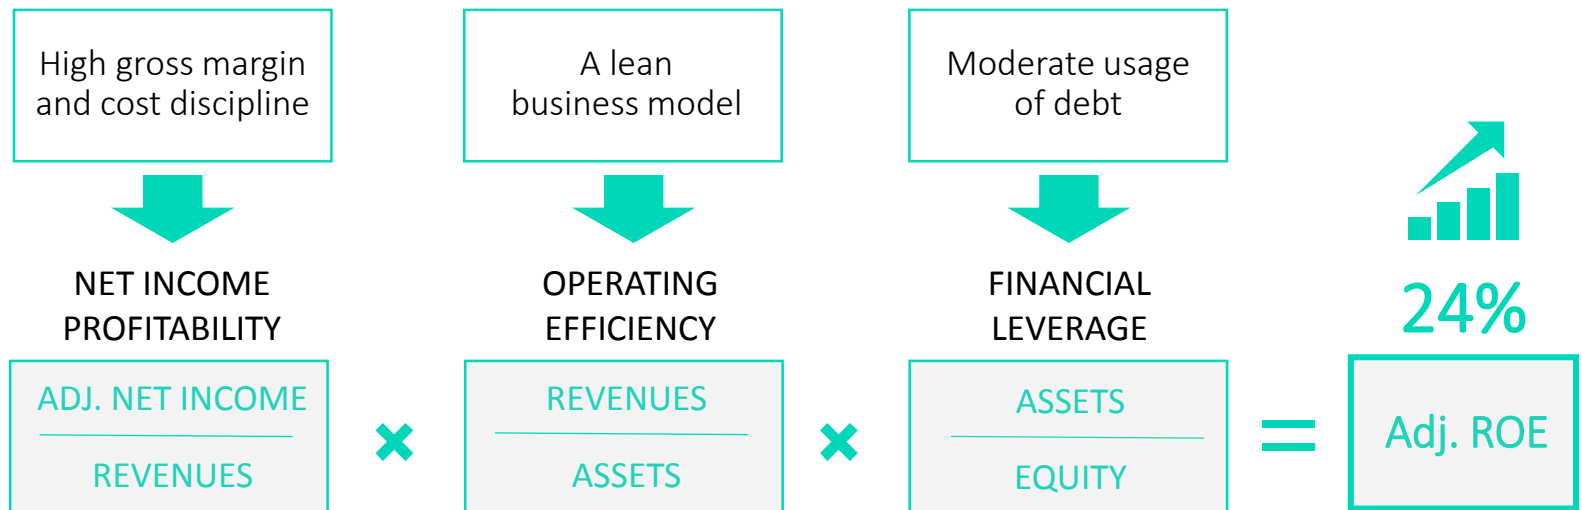 High gross margin
and cost discipline
A lean
business model
Moderate usage
of debt
NET INCOME
PROFITABILITY
OPERATING
EFFICIENCY
FINANCIAL
LEVERAGE
24%
ADJ. NET INCOME
REVENUES
×
REVENUES
ASSETS
×
ASSETS
EQUITY
=
Adj. ROE